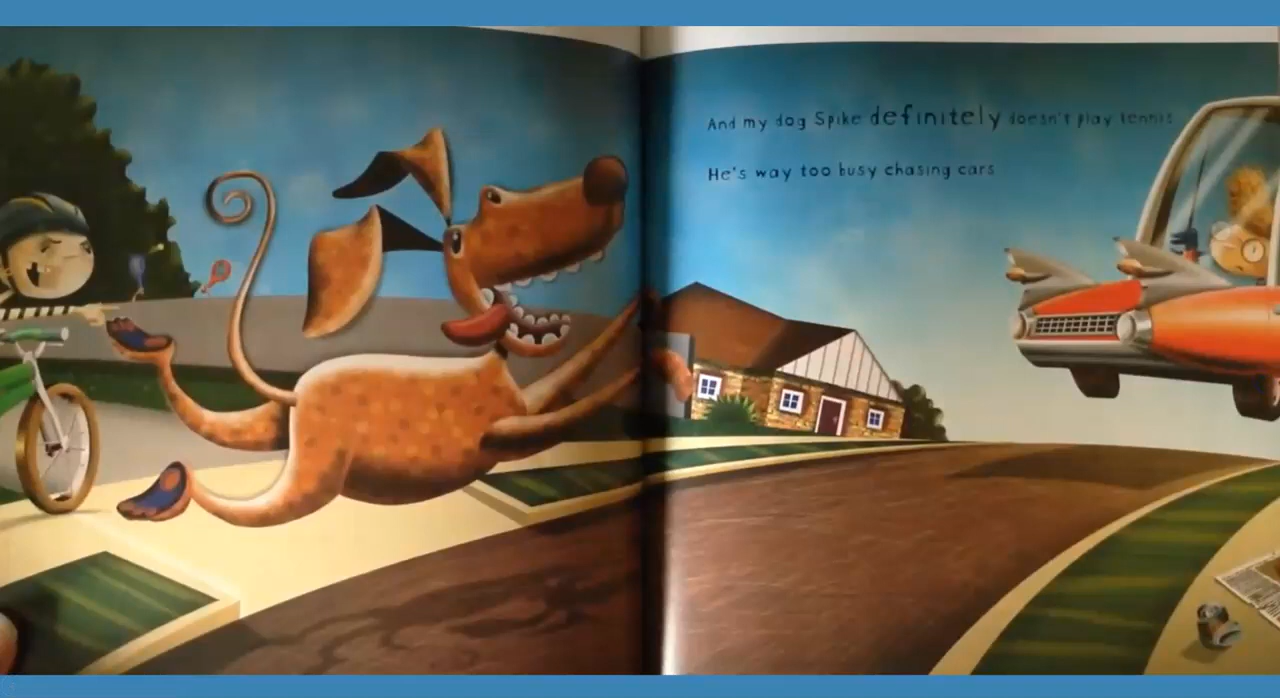 And my dog Spike definitely doesn't play tennis
He's way too busy chasing cars